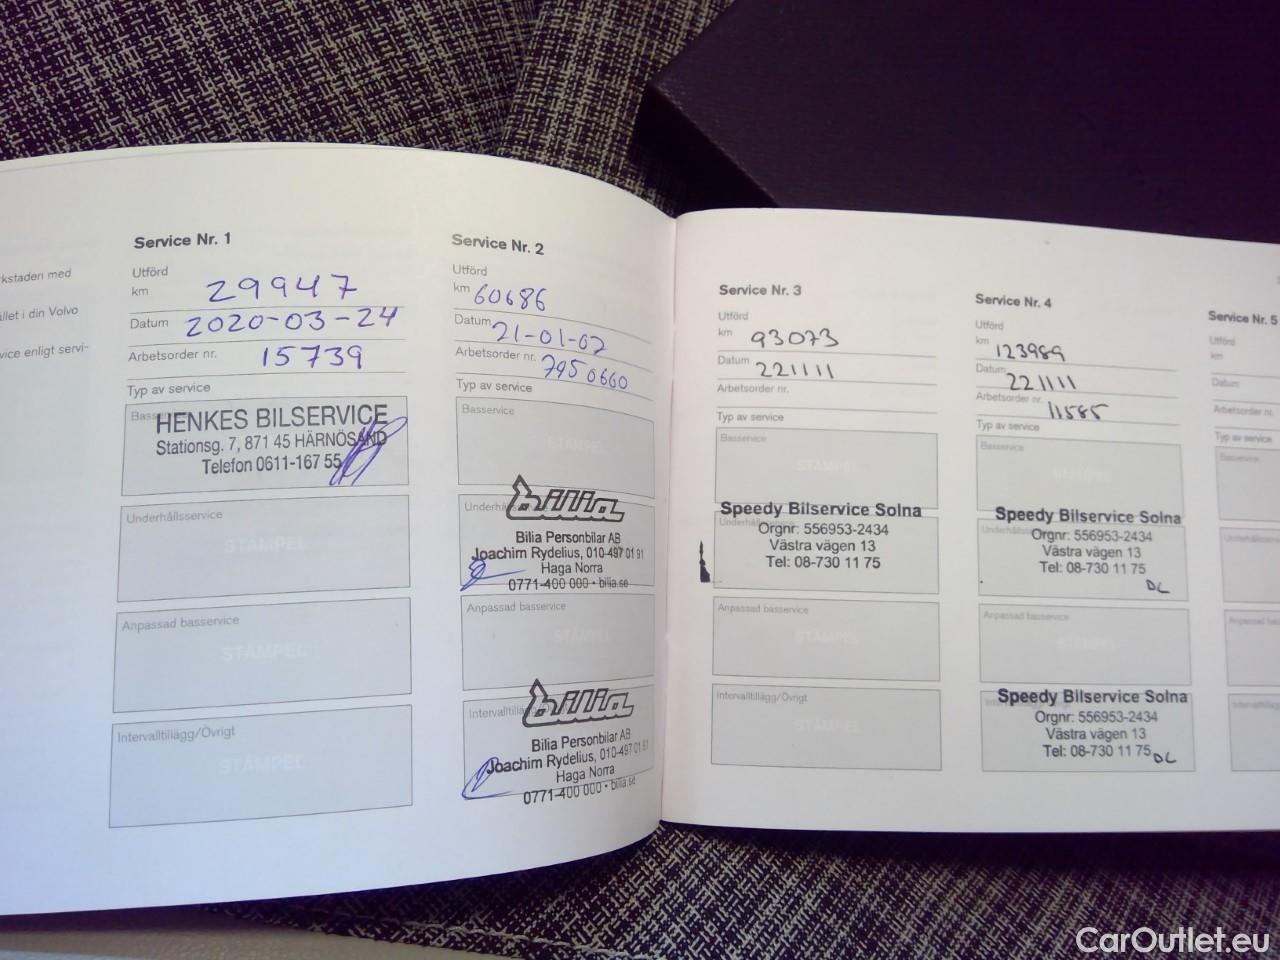 kstaden med
llet i din Volvo
vice enligt servi-
Service Nr. 1
Utförd
km 29947
Datum 2020-03-24
Arbetsorder nr. 15739
Typ av service
Basservice
HENKES BILSERVICE
Stationsg. 7, 871 45 HÄRNÖSAND
Telefon 0611-167 55
Underhållsservice
STÄMPEL
Anpassad basservice
STÄMPEL
Intervalltillägg/Övrigt
STÄMPEL
Service Nr. 2
Utförd
km 60686
Datum 21-01-07
Arbetsorder nr. 7950660
Typ av service
Basservice
STÄMPEL
bilia
Bilia Personbilar AB
Joachim Rydelius, 010-497 01 91
Haga Norra
0771-400 000 • bilia.se
Anpassad basservice
STÄMPEL
bilia
Bilia Personbilar AB
Joachim Rydelius, 010-497 01 91
Haga Norra
0771-400 000 • bilia.se
Service Nr. 3
Utförd
km 93073
Datum 221111
Arbetsorder nr.
Typ av service
Basservice
STÄMPEL
Speedy Bilservice Solna
Orgnr: 556953-2434
Västra vägen 13
Tel: 08-730 11 75
Anpassad basservice
STÄMPEL
Intervalltillägg/Övrigt
STÄMPEL
Service Nr. 4
Utförd
km 123989
Datum 221111
Arbetsorder nr. 11585
Typ av service
Basservice
STÄMPEL
Speedy Bilservice Solna
Orgnr: 556953-2434
Västra vägen 13
Tel: 08-730 11 75
DL
Anpassad basservice
STÄMPEL
Speedy Bilservice Solna
Orgnr: 556953-2434
Västra vägen 13
Tel: 08-730 11 75 DL
Service Nr. 5
Utförd
km
Datum
Arbetsorder nr.
Typ av service
Basservice
CarOutlet.eu